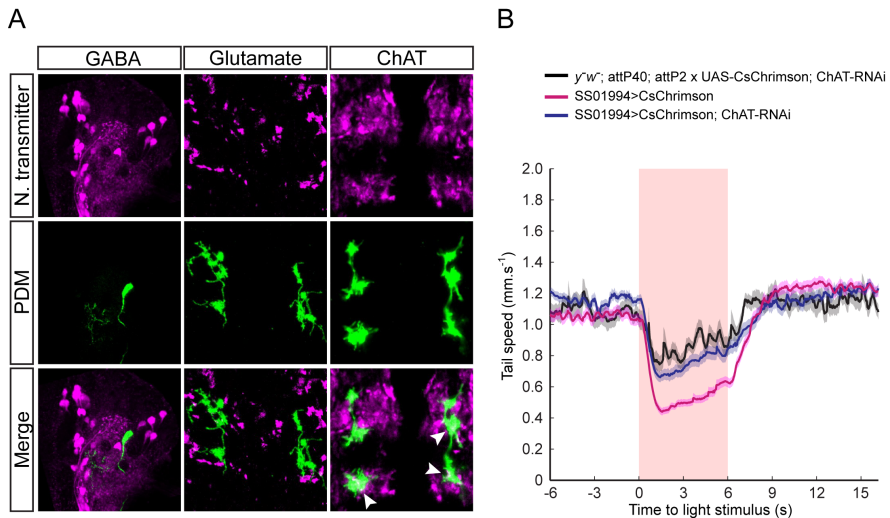 A
GABA
Glutamate
ChAT
N. transmitter
PDM
Merge
B
y⁻w⁻; attP40; attP2 x UAS-CsChrimson; ChAT-RNAi
SS01994>CsChrimson
SS01994>CsChrimson; ChAT-RNAi
Tail speed (mm.s⁻¹)
2.0
1.8
1.6
1.4
1.2
1.0
0.8
0.6
0.4
0.2
0
-6 -3 0 3 6 9 12 15
Time to light stimulus (s)